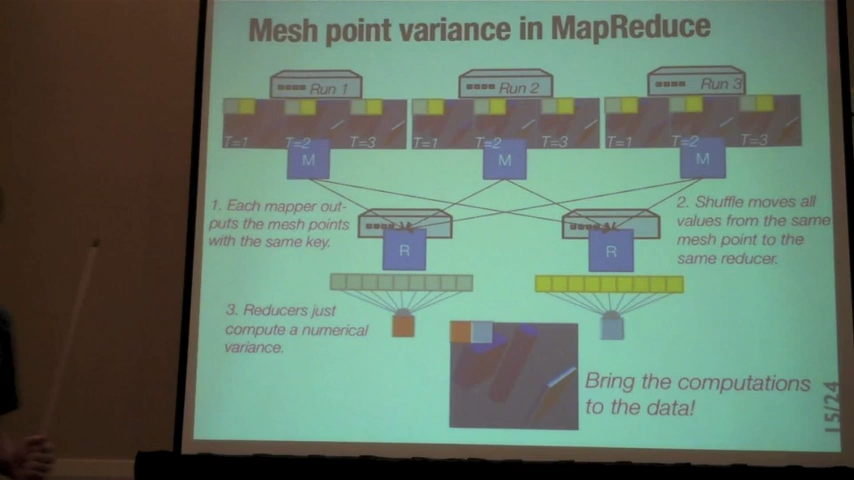 Mesh point variance in MapReduce
Run 1
Run 2
Run 3
T=1
T=2
T=3
T=1
T=2
T=3
T=1
T=2
T=3
M
M
M
1. Each mapper out-
puts the mesh points
with the same key.
2. Shuffle moves all
values from the same
mesh point to the
same reducer.
R
R
3. Reducers just
compute a numerical
variance.
Bring the computations
to the data!
15/24